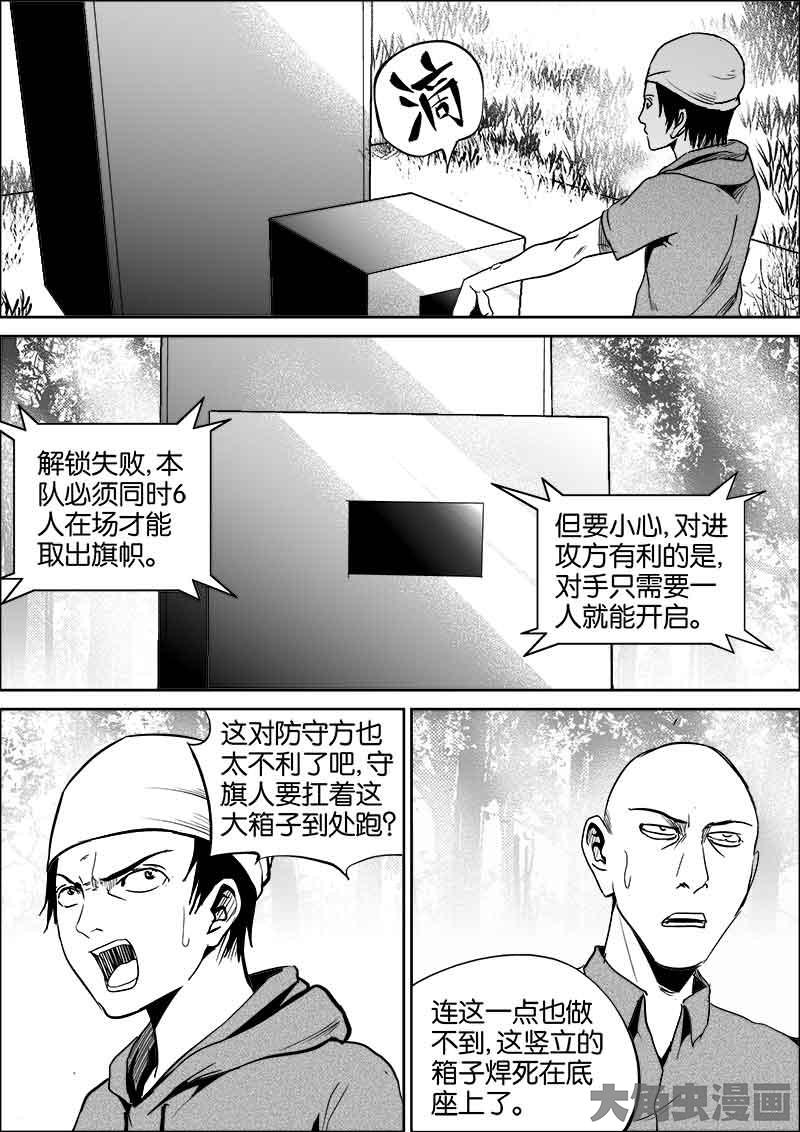 滴
解锁失败,本
队必须同时6
人在场才能
取出旗帜。
但要小心,对进
攻方有利的是,
对手只需要一
人就能开启。
这对防守方也
太不利了吧,守
旗人要扛着这
大箱子到处跑?
连这一点也做
不到,这竖立的
箱子焊死在底
座上了。
大角虫漫画